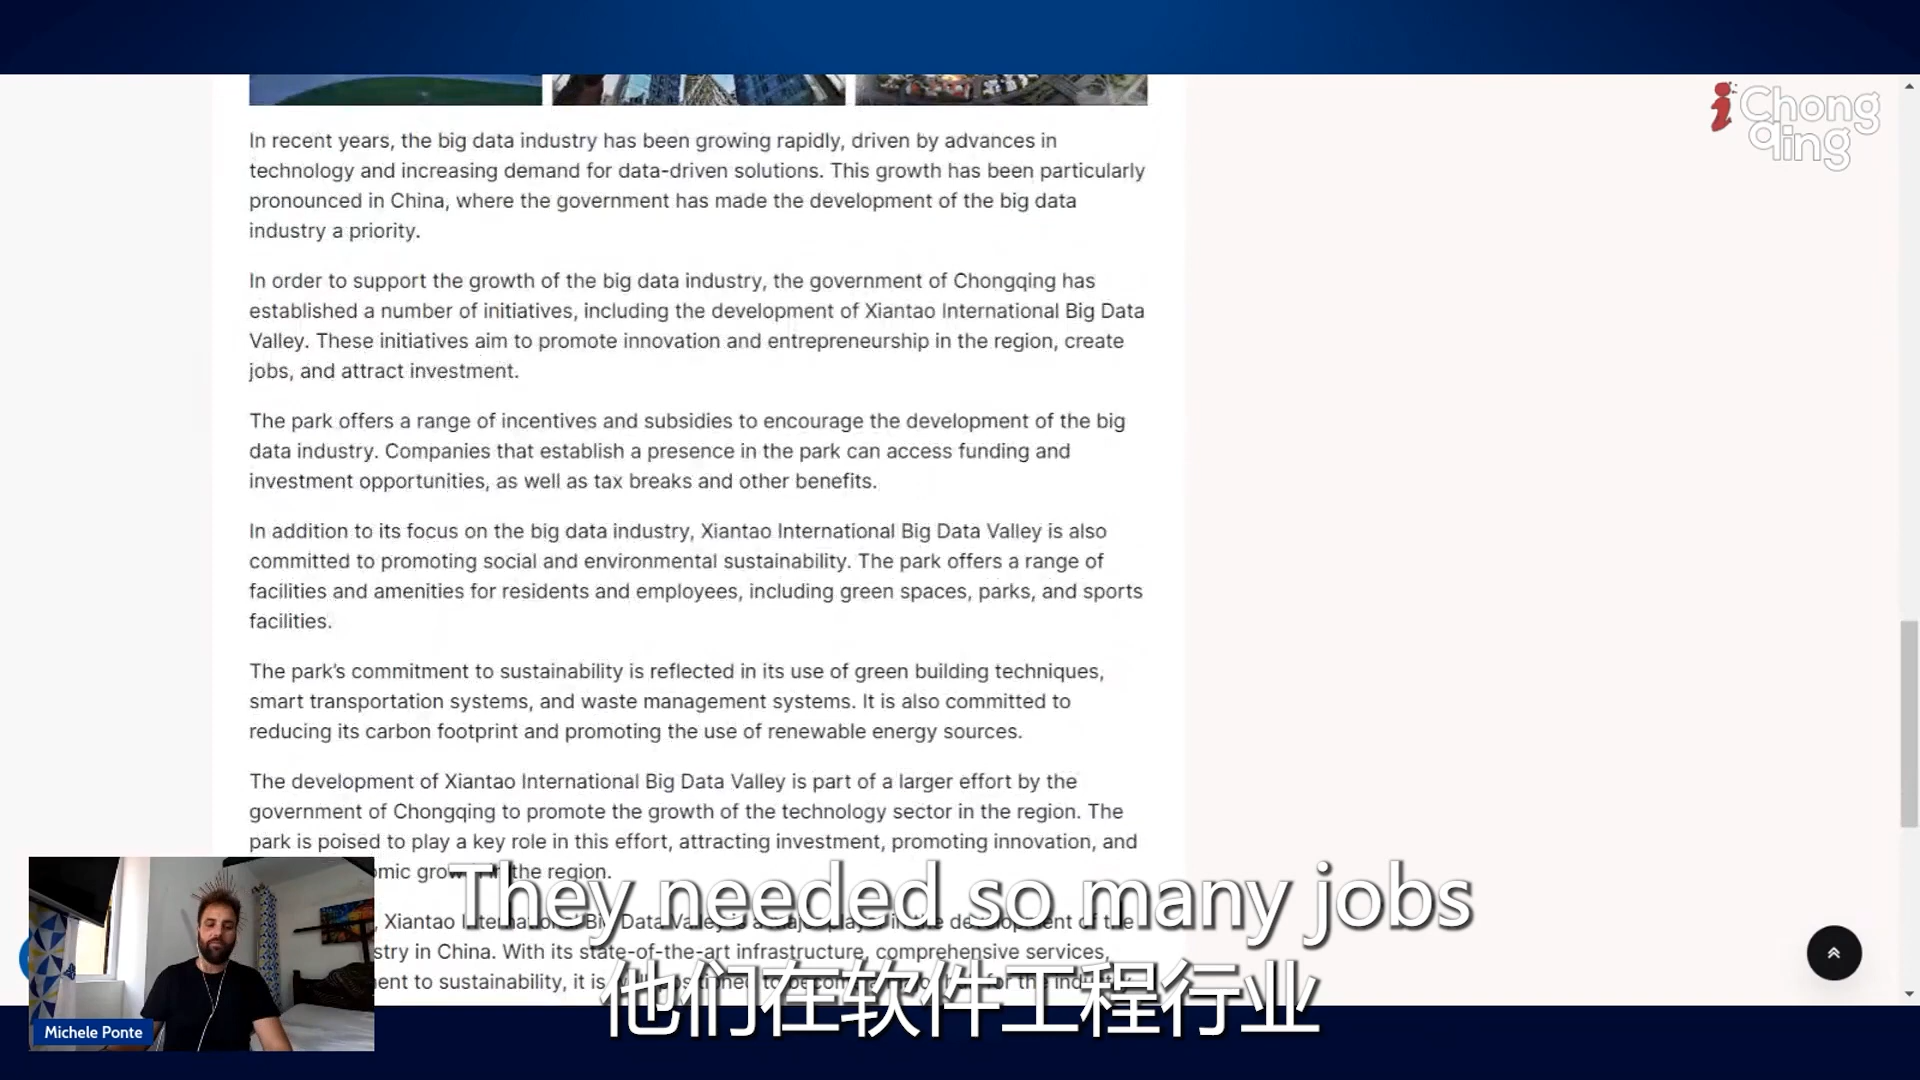 iChong
qing
In recent years, the big data industry has been growing rapidly, driven by advances in
technology and increasing demand for data-driven solutions. This growth has been particularly
pronounced in China, where the government has made the development of the big data
industry a priority.
In order to support the growth of the big data industry, the government of Chongqing has
established a number of initiatives, including the development of Xiantao International Big Data
Valley. These initiatives aim to promote innovation and entrepreneurship in the region, create
jobs, and attract investment.
The park offers a range of incentives and subsidies to encourage the development of the big
data industry. Companies that establish a presence in the park can access funding and
investment opportunities, as well as tax breaks and other benefits.
In addition to its focus on the big data industry, Xiantao International Big Data Valley is also
committed to promoting social and environmental sustainability. The park offers a range of
facilities and amenities for residents and employees, including green spaces, parks, and sports
facilities.
The park's commitment to sustainability is reflected in its use of green building techniques,
smart transportation systems, and waste management systems. It is also committed to
reducing its carbon footprint and promoting the use of renewable energy sources.
The development of Xiantao International Big Data Valley is part of a larger effort by the
government of Chongqing to promote the growth of the technology sector in the region. The
park is poised to play a key role in this effort, attracting investment, promoting innovation, and
the region.
Xiantao International Big Data Valley is a major player in the development of the
in China. With its state-of-the-art infrastructure, comprehensive services,
to sustainability, it is
They needed so many jobs
他们在软件工程行业
Michele Ponte